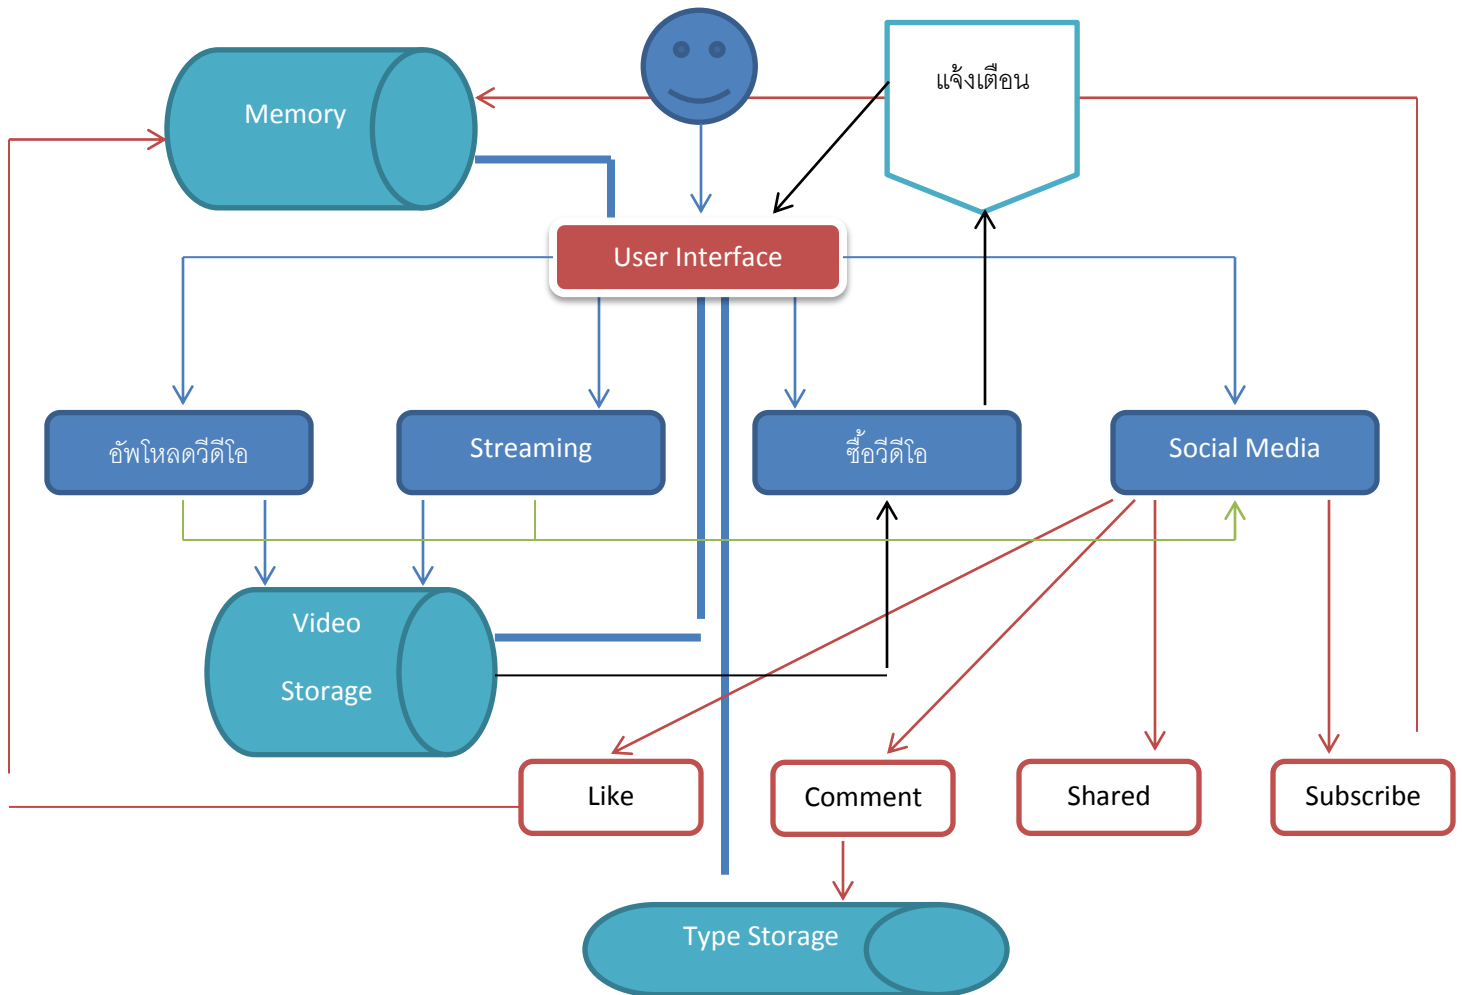 แจ้งเตือน
Memory
User Interface
อัพโหลดวีดีโอ
Streaming
ซื้อวีดีโอ
Social Media
Video
Storage
Like
Comment
Shared
Subscribe
Type Storage